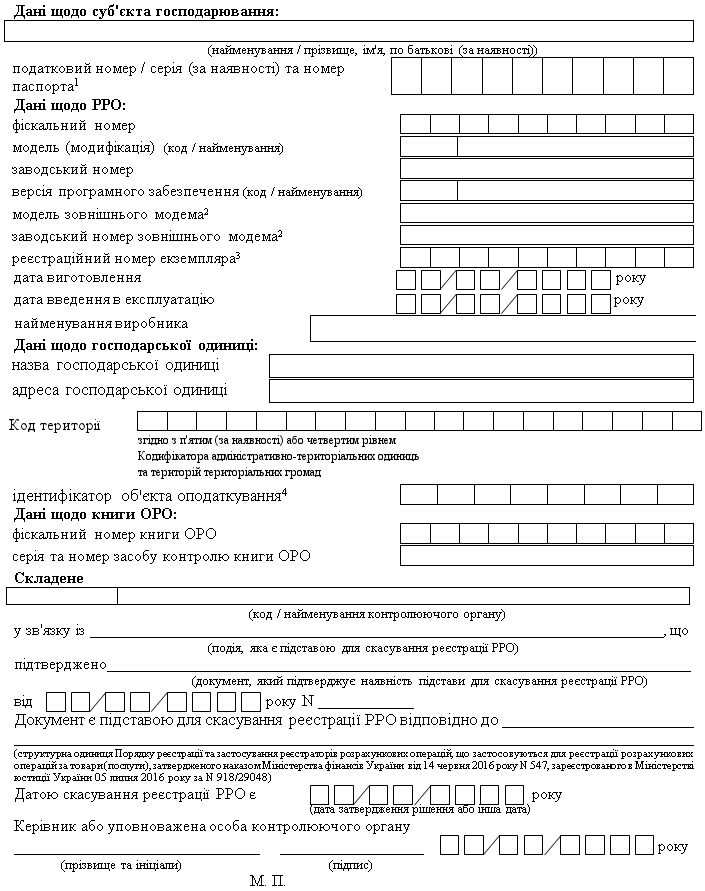 Дані щодо суб'єкта господарювання:
(найменування / прізвище, ім'я, по батькові (за наявності))
податковий номер / серія (за наявності) та номер
паспорта¹
Дані щодо РРО:
фіскальний номер
модель (модифікація) (код / найменування)
заводський номер
версія програмного забезпечення (код / найменування)
модель зовнішнього модема²
заводський номер зовнішнього модема²
реєстраційний номер екземпляра³
дата виготовлення року
дата введення в експлуатацію року
найменування виробника
Дані щодо господарської одиниці:
назва господарської одиниці
адреса господарської одиниці
Код території
згідно з п'ятим (за наявності) або четвертим рівнем
Кодифікатора адміністративно-територіальних одиниць
та територій територіальних громад
ідентифікатор об'єкта оподаткування⁴
Дані щодо книги ОРО:
фіскальний номер книги ОРО
серія та номер засобу контролю книги ОРО
Складене
(код / найменування контролюючого органу)
у зв'язку із , що
(подія, яка є підставою для скасування реєстрації РРО)
підтверджено
(документ, який підтверджує наявність підстави для скасування реєстрації РРО)
від року N
Документ є підставою для скасування реєстрації РРО відповідно до
(структурна одиниця Порядку реєстрації та застосування реєстраторів розрахункових операцій, що застосовуються для реєстрації розрахункових
операцій за товари (послуги), затвердженого наказом Міністерства фінансів України від 14 червня 2016 року N 547, зареєстрованого в Міністерстві
юстиції України 05 липня 2016 року за N 918/29048)
Датою скасування реєстрації РРО є року
(дата затвердження рішення або інша дата)
Керівник або уповноважена особа контролюючого органу
року
(прізвище та ініціали) (підпис)
М. П.